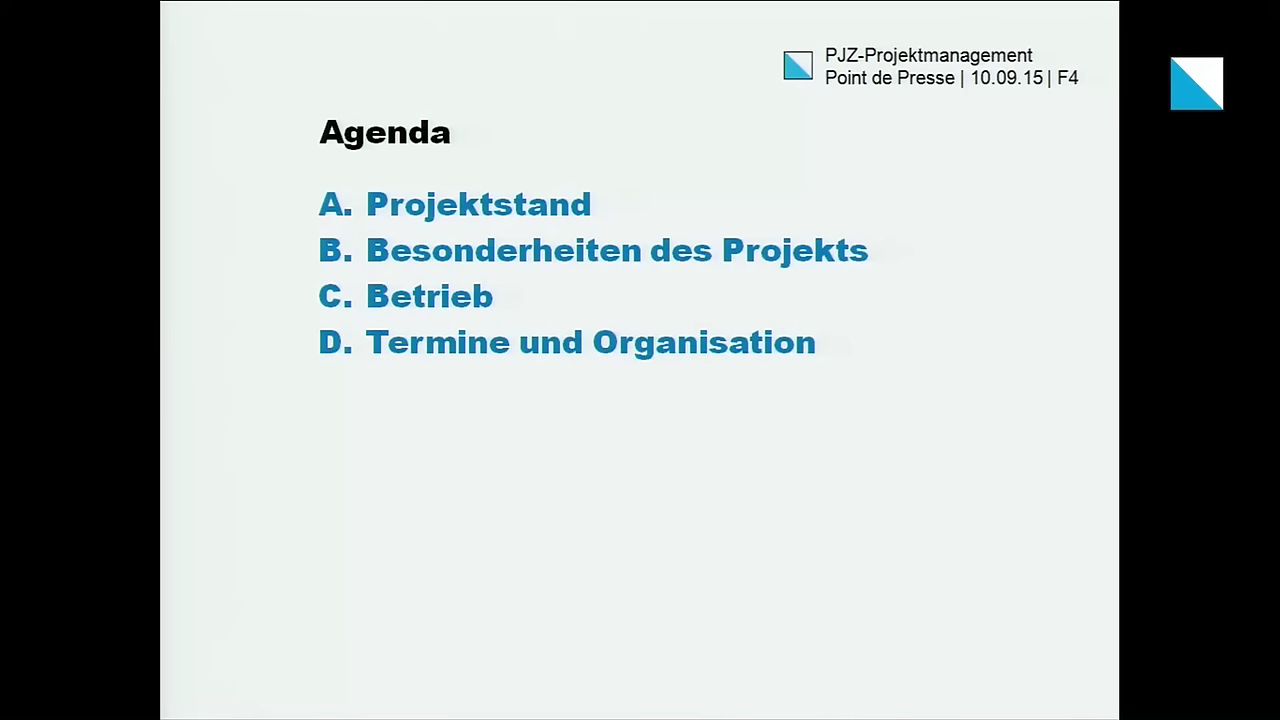 PJZ-Projektmanagement
Point de Presse | 10.09.15 | F4
Agenda
A. Projektstand
B. Besonderheiten des Projekts
C. Betrieb
D. Termine und Organisation